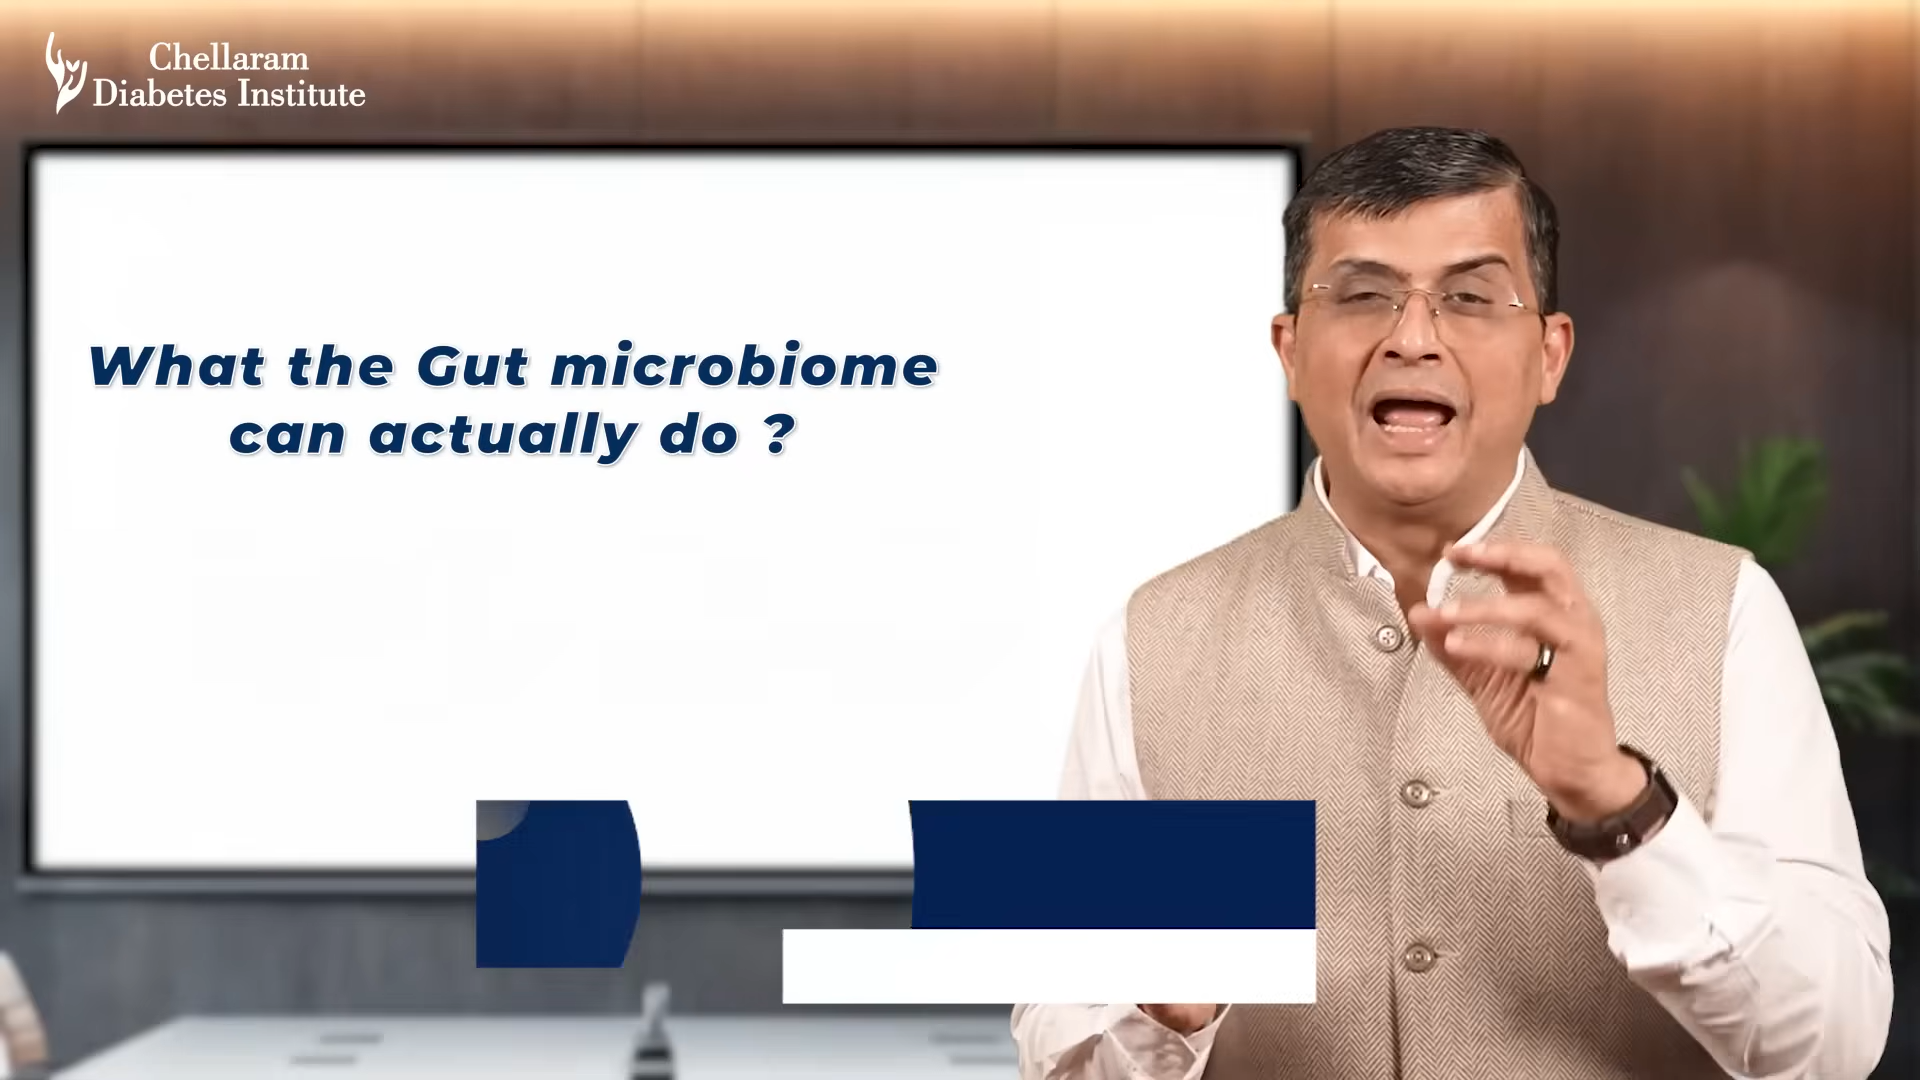 Chellaram
Diabetes Institute
What the Gut microbiome
can actually do ?